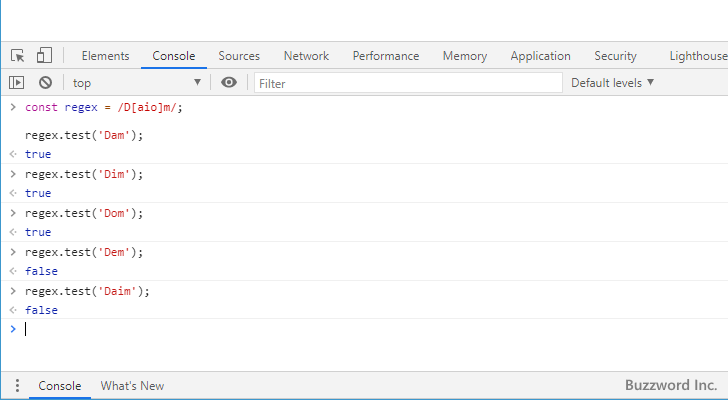 Elements Console Sources Network Performance Memory Application Security Lighthouse
top ▼ Filter Default levels ▼
> const regex = /D[aio]m/;
regex.test('Dam');
<· true
> regex.test('Dim');
<· true
> regex.test('Dom');
<· true
> regex.test('Dem');
<· false
> regex.test('Daim');
<· false
>
Console What's New Buzzword Inc.